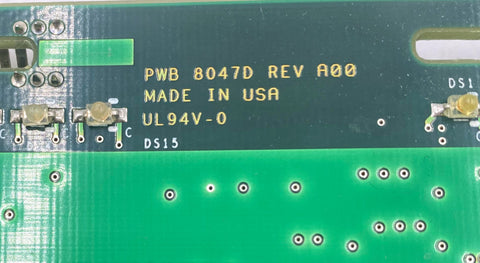 PWB 8047D REV A00
MADE IN USA
UL94V-0
DS1
C
C
DS15
C